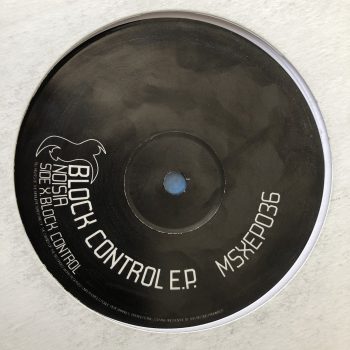 BLOCK CONTROL E.P.
NOISIA
SIDE X BLOCK CONTROL
MSXEP036